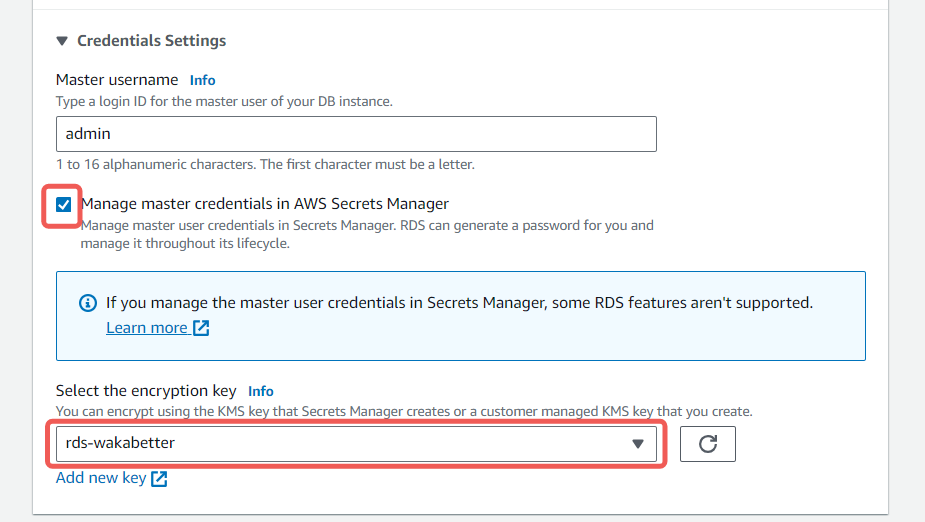 Credentials Settings
Master username Info
Type a login ID for the master user of your DB instance.
admin
1 to 16 alphanumeric characters. The first character must be a letter.
Manage master credentials in AWS Secrets Manager
Manage master user credentials in Secrets Manager. RDS can generate a password for you and
manage it throughout its lifecycle.
If you manage the master user credentials in Secrets Manager, some RDS features aren't supported.
Learn more
Select the encryption key Info
You can encrypt using the KMS key that Secrets Manager creates or a customer managed KMS key that you create.
rds-wakabetter
Add new key